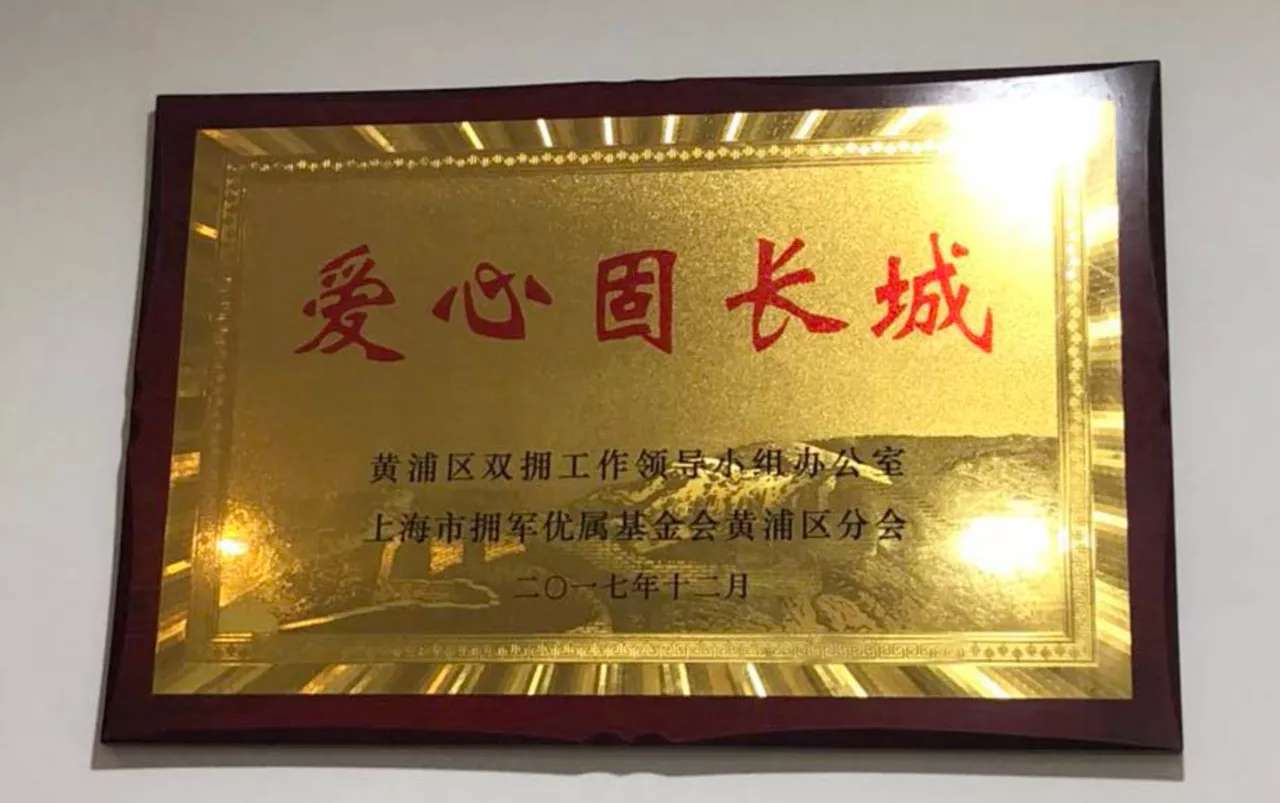 爱心固长城
黄浦区双拥工作领导小组办公室
上海市拥军优属基金会黄浦区分会
二〇一七年十二月